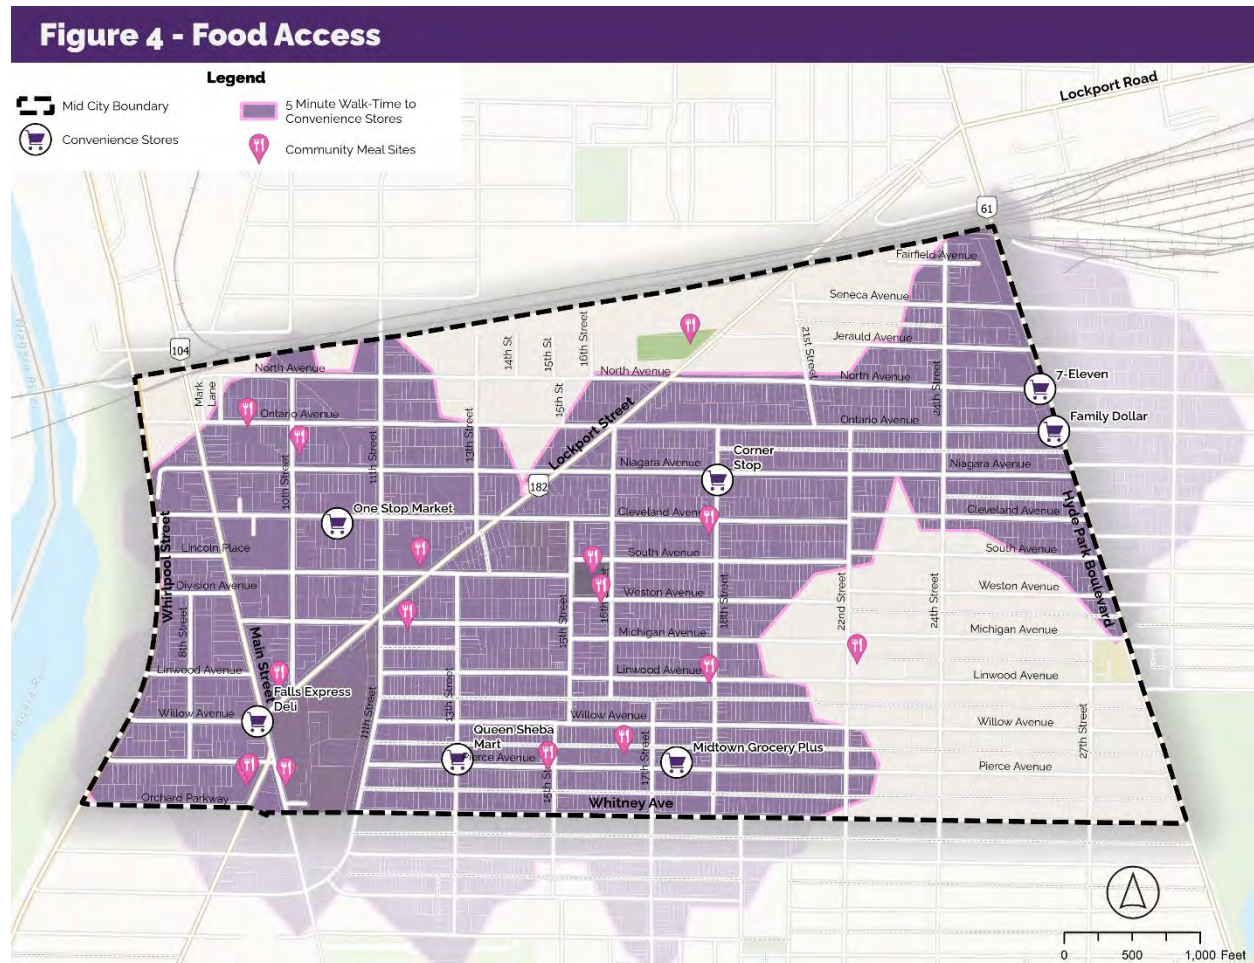 Figure 4 - Food Access
Legend
Mid City Boundary
5 Minute Walk-Time to
Convenience Stores
Convenience Stores
Community Meal Sites
Lockport Road
61
Fairfield Avenue
Seneca Avenue
Jerauld Avenue
21st Street
104
14th St
15th St
16th Street
North Avenue
North Avenue
North Avenue
24th Street
7-Eleven
Mark
Lane
Ontario Avenue
13th Street
15th St
Lockport Street
Ontario Avenue
Family Dollar
Niagara River
10th Street
11th Street
Niagara Avenue
Corner
Stop
Niagara Avenue
182
One Stop Market
Cleveland Avenue
Cleveland Avenue
Hyde Park Boulevard
Whirlpool Street
Lincoln Place
South Avenue
South Avenue
Division Avenue
15th Street
16th Street
Weston Avenue
18th Street
22nd Street
24th Street
Weston Avenue
8th Street
Main Street
Michigan Avenue
Michigan Avenue
Linwood Avenue
Linwood Avenue
Linwood Avenue
Niagara River
Falls Express
Deli
11th Street
13th Street
Willow Avenue
Willow Avenue
Willow Avenue
27th Street
Queen Sheba
Mart
Pierce Avenue
15th St
17th Street
Midtown Grocery Plus
Pierce Avenue
Orchard Parkway
Whitney Ave
0 500 1,000 Feet